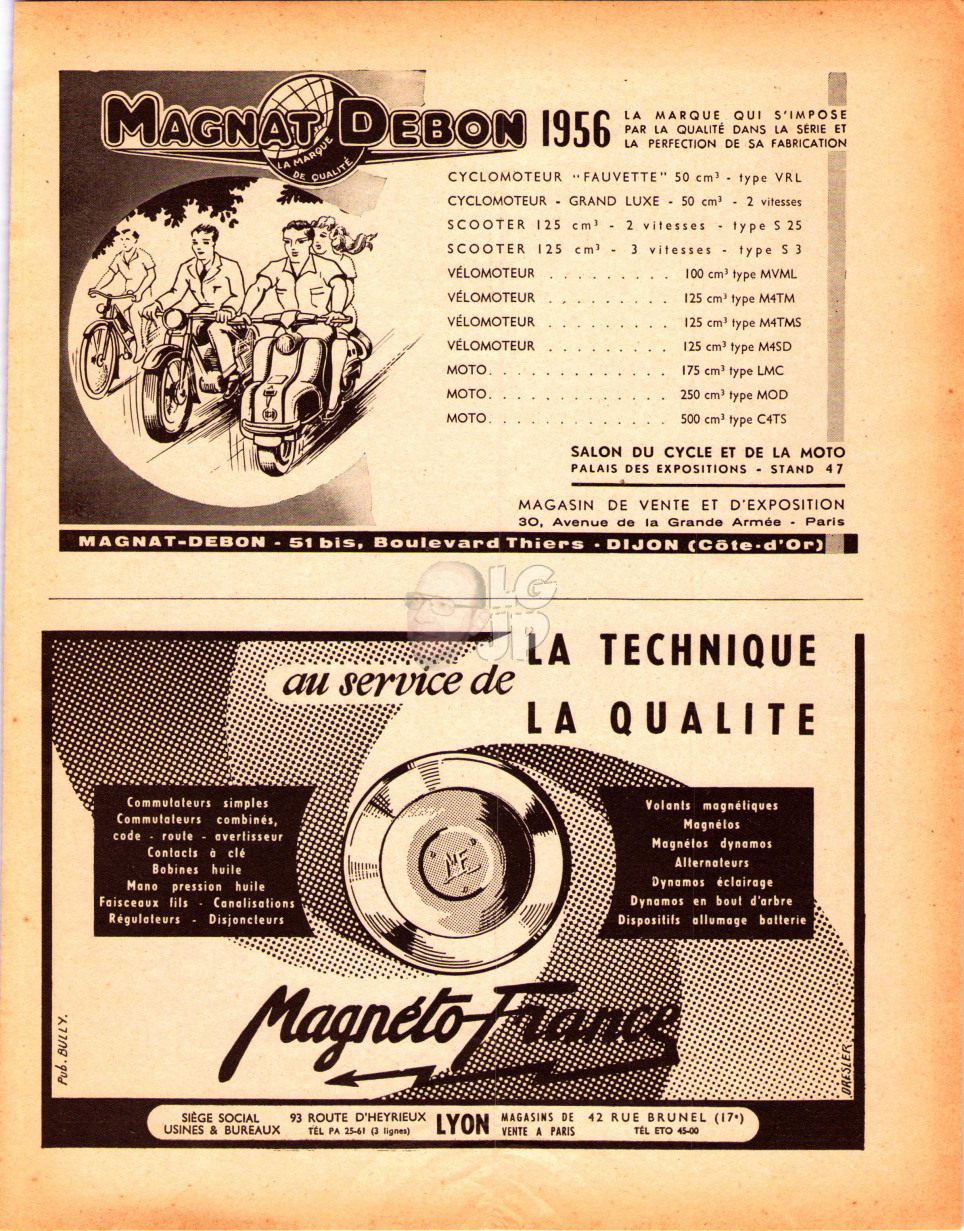 MAGNAT DEBON 1956
LA MARQUE
DE QUALITÉ
LA MARQUE QUI S'IMPOSE
PAR LA QUALITÉ DANS LA SÉRIE ET
LA PERFECTION DE SA FABRICATION
CYCLOMOTEUR "FAUVETTE" 50 cm³ - type VRL
CYCLOMOTEUR - GRAND LUXE - 50 cm³ - 2 vitesses
SCOOTER 125 cm³ - 2 vitesses - type S 25
SCOOTER 125 cm³ - 3 vitesses - type S 3
VÉLOMOTEUR . . . . . . . . . 100 cm³ type MVML
VÉLOMOTEUR . . . . . . . . . 125 cm³ type M4TM
VÉLOMOTEUR . . . . . . . . . 125 cm³ type M4TMS
VÉLOMOTEUR . . . . . . . . . 125 cm³ type M4SD
MOTO. . . . . . . . . . . . . 175 cm³ type LMC
MOTO. . . . . . . . . . . . . 250 cm³ type MOD
MOTO. . . . . . . . . . . . . 500 cm³ type C4TS
SALON DU CYCLE ET DE LA MOTO
PALAIS DES EXPOSITIONS - STAND 47
MAGASIN DE VENTE ET D'EXPOSITION
30, Avenue de la Grande Armée - Paris
MAGNAT-DEBON - 51 bis, Boulevard Thiers - DIJON (Côte-d'Or)
LG
JP
au service de
LA TECHNIQUE
LA QUALITE
Commutateurs simples
Commutateurs combinés,
code - route - avertisseur
Contacts à clé
Bobines huile
Mano pression huile
Faisceaux fils - Canalisations
Régulateurs - Disjoncteurs
MF
Volants magnétiques
Magnétos
Magnétos dynamos
Alternateurs
Dynamos éclairage
Dynamos en bout d'arbre
Dispositifs allumage batterie
Magnéto-France
Pub. BULLY.
DRESLER
SIÈGE SOCIAL
USINES & BUREAUX
93 ROUTE D'HEYRIEUX
TÉL PA 25-61 (3 lignes)
LYON
MAGASINS DE
VENTE A PARIS
42 RUE BRUNEL (17e)
TÉL ETO 45-00